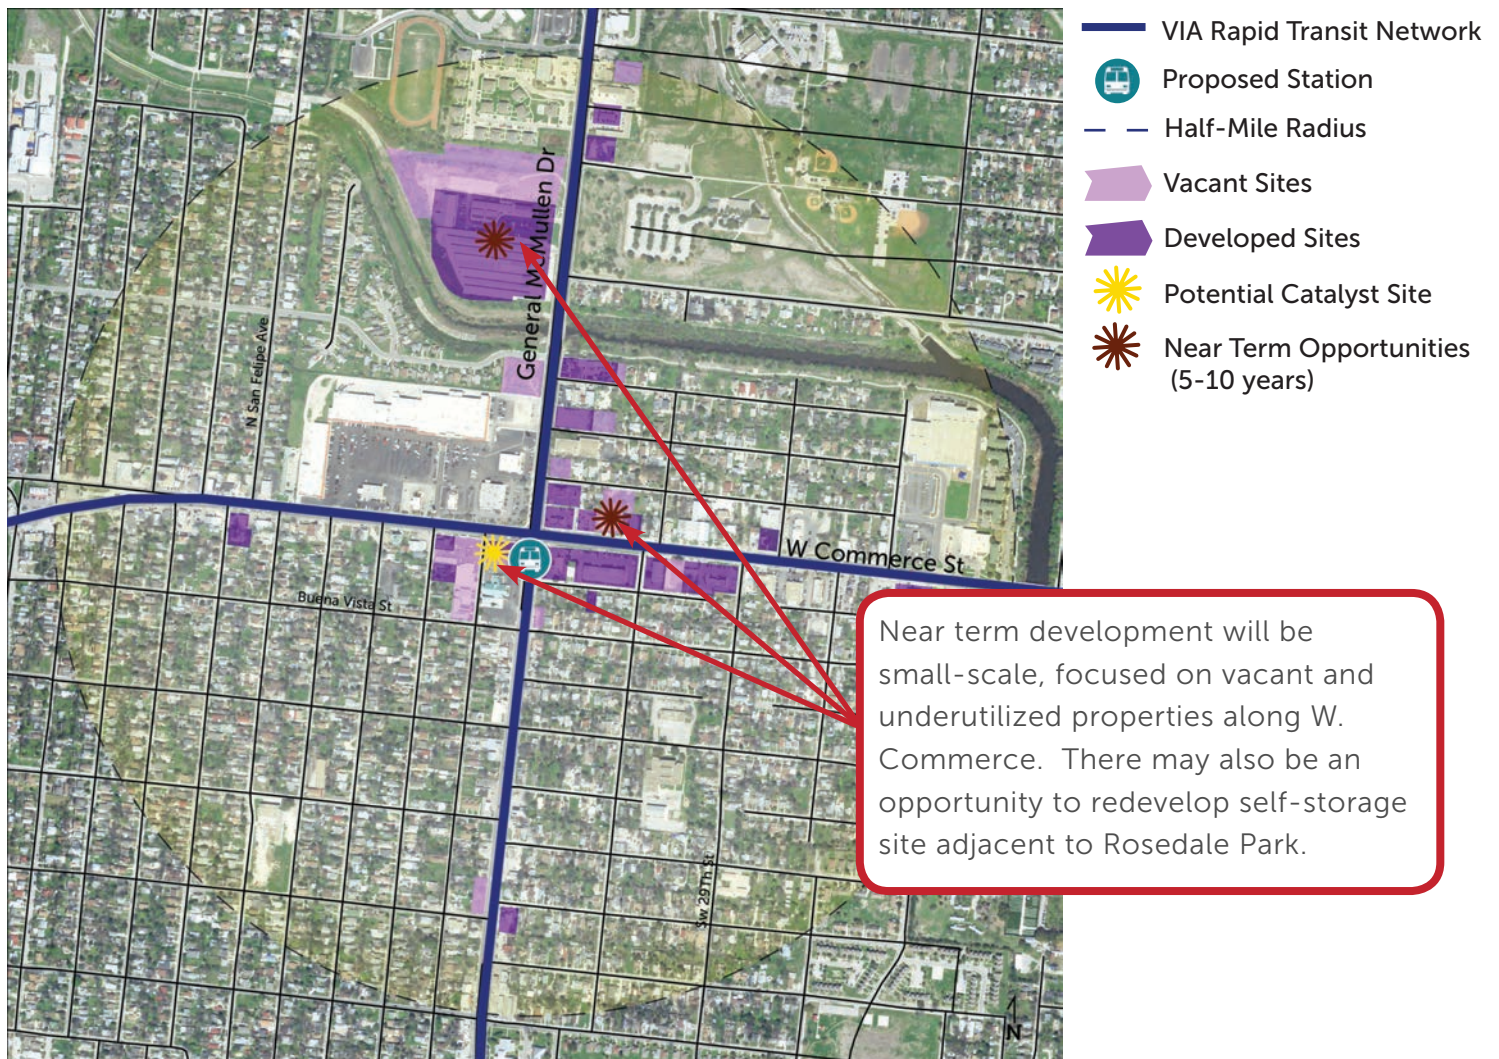 VIA Rapid Transit Network
Proposed Station
Half-Mile Radius
Vacant Sites
Developed Sites
Potential Catalyst Site
Near Term Opportunities
(5-10 years)
General McMullen Dr
N San Felipe Ave
W Commerce St
Buena Vista St
Sw 29Th St
Near term development will be
small-scale, focused on vacant and
underutilized properties along W.
Commerce.  There may also be an
opportunity to redevelop self-storage
site adjacent to Rosedale Park.
N